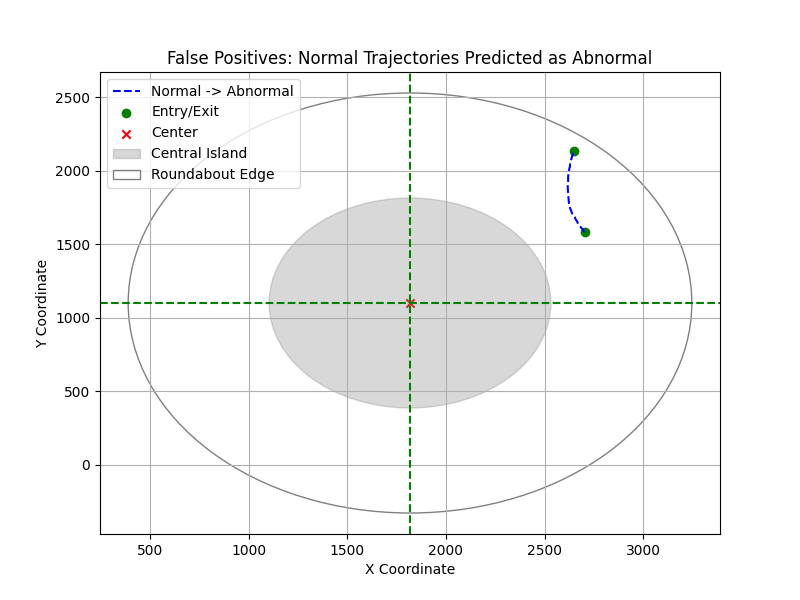 False Positives: Normal Trajectories Predicted as Abnormal
Normal -> Abnormal
Entry/Exit
Center
Central Island
Roundabout Edge
2500
2000
1500
1000
500
0
Y Coordinate
500 1000 1500 2000 2500 3000
X Coordinate